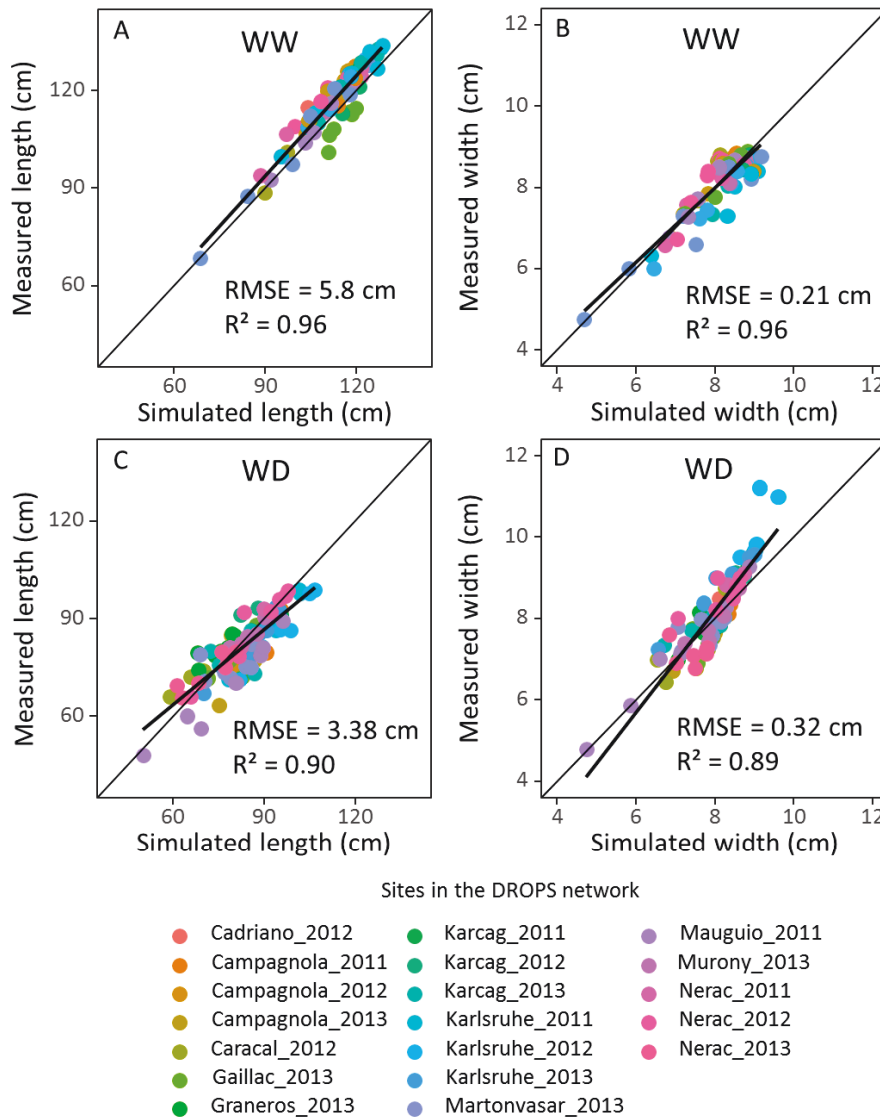 A
WW
Measured length (cm)
120
90
60
RMSE = 5.8 cm
R² = 0.96
60 90 120
Simulated length (cm)
B
WW
Measured width (cm)
12
10
8
6
4
RMSE = 0.21 cm
R² = 0.96
4 6 8 10 12
Simulated width (cm)
C
WD
Measured length (cm)
120
90
60
RMSE = 3.38 cm
R² = 0.90
60 90 120
Simulated length (cm)
D
WD
Measured width (cm)
12
10
8
6
4
RMSE = 0.32 cm
R² = 0.89
4 6 8 10 12
Simulated width (cm)
Sites in the DROPS network
Cadriano_2012
Campagnola_2011
Campagnola_2012
Campagnola_2013
Caracal_2012
Gaillac_2013
Graneros_2013
Karcag_2011
Karcag_2012
Karcag_2013
Karlsruhe_2011
Karlsruhe_2012
Karlsruhe_2013
Martonvasar_2013
Mauguio_2011
Murony_2013
Nerac_2011
Nerac_2012
Nerac_2013